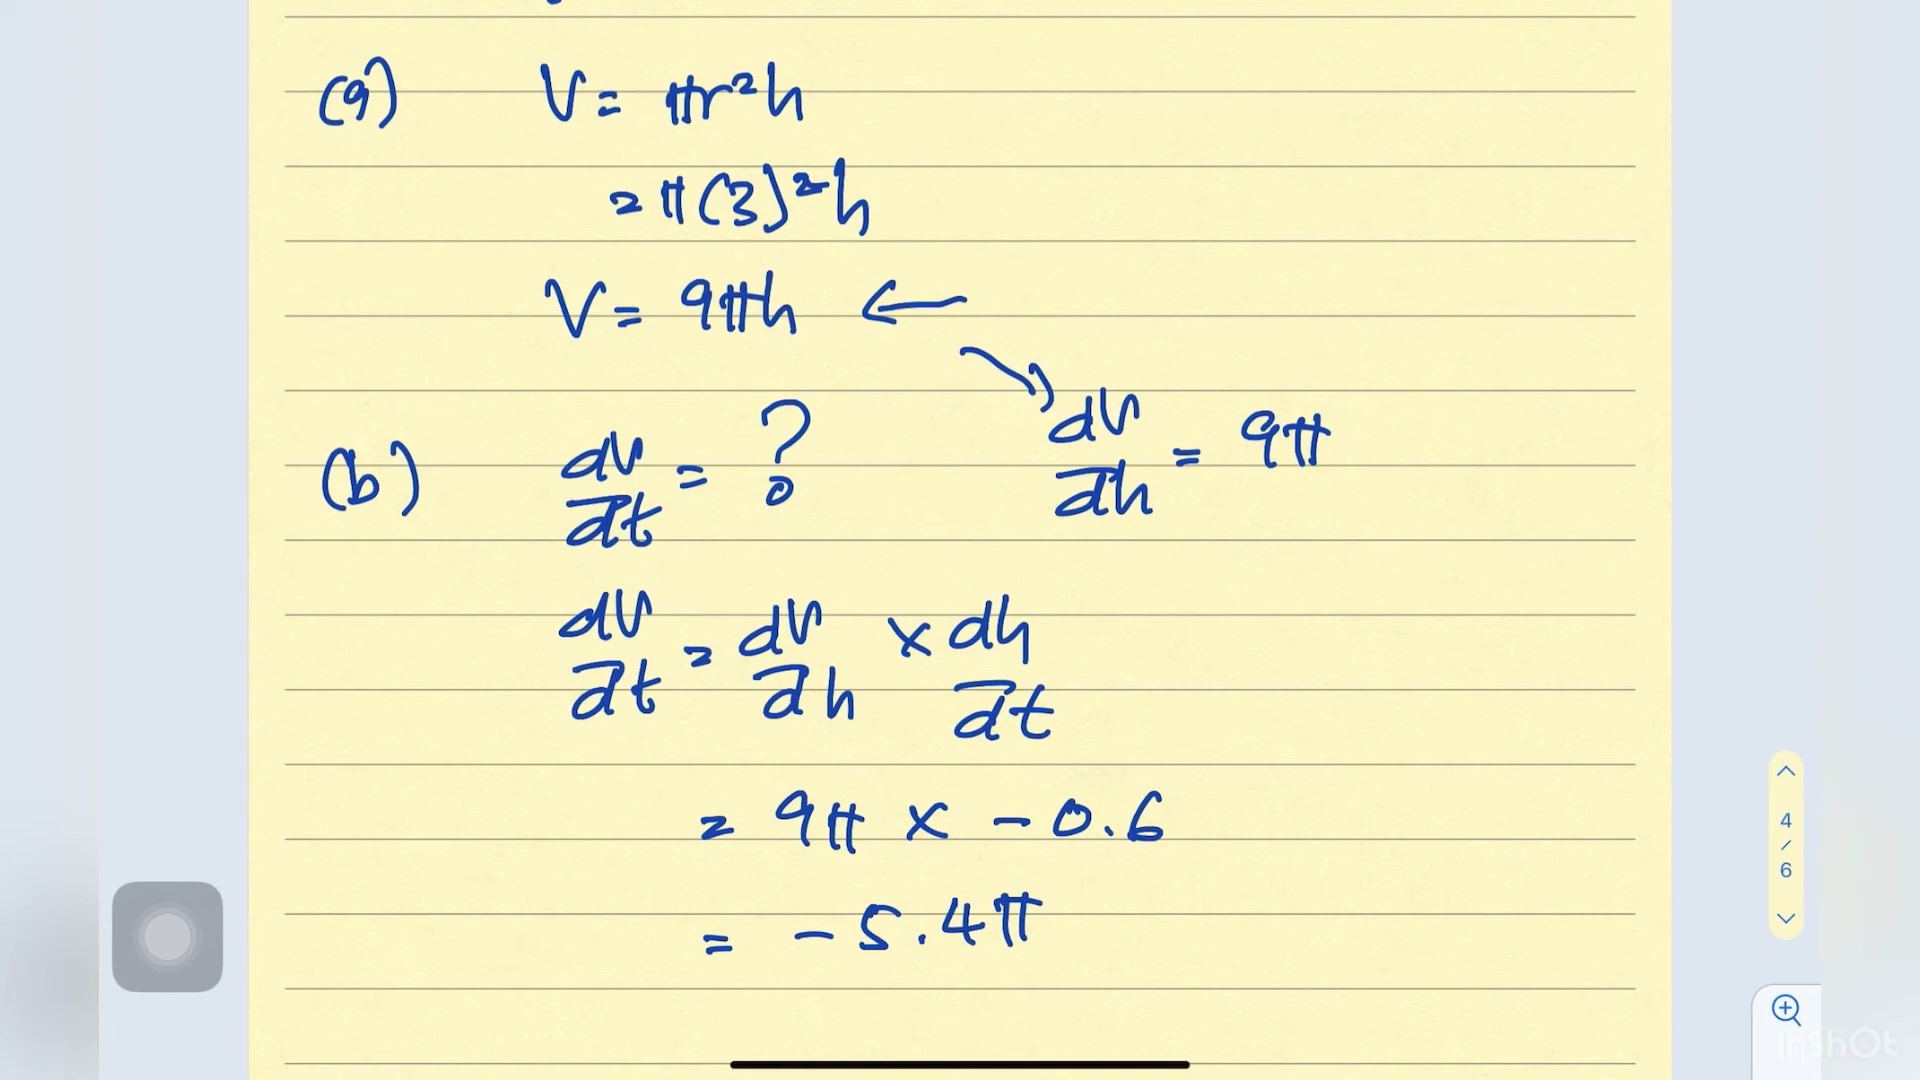 (a) V = πr²h
= π(3)²h
V = 9πh ←
(b) dV/dt = ? dV/dh = 9π
dV/dt = dV/dh × dh/dt
= 9π × -0.6
= -5.4π
4
/
6
InShOt